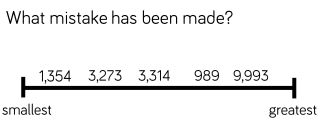 What mistake has been made?
1,354 3,273 3,314 989 9,993
smallest greatest